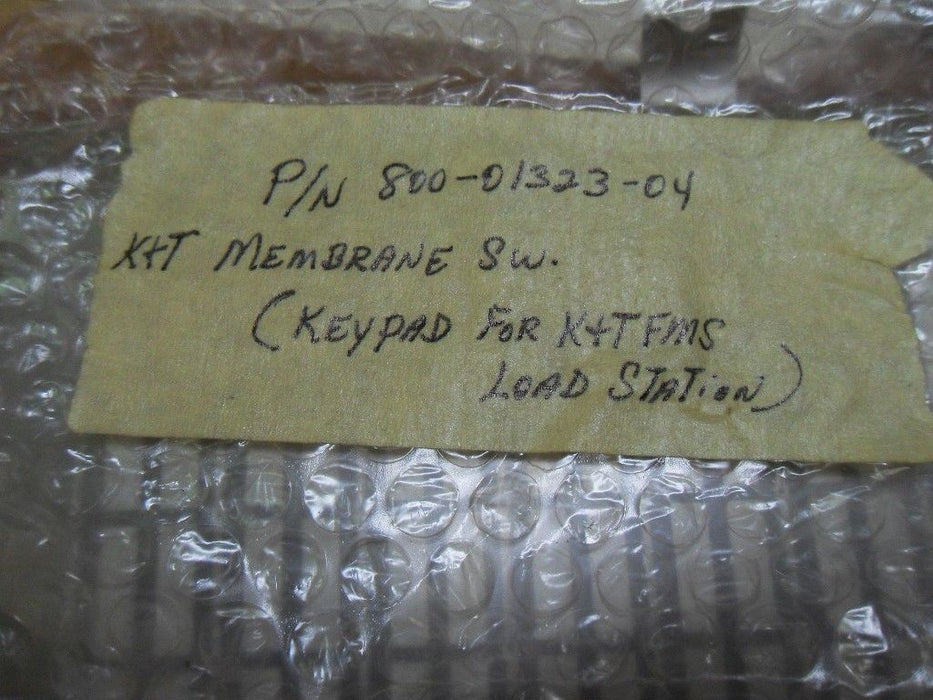 P/N 800-01323-04
K+T MEMBRANE SW.
(KEYPAD FOR K+T FMS
LOAD STATION)